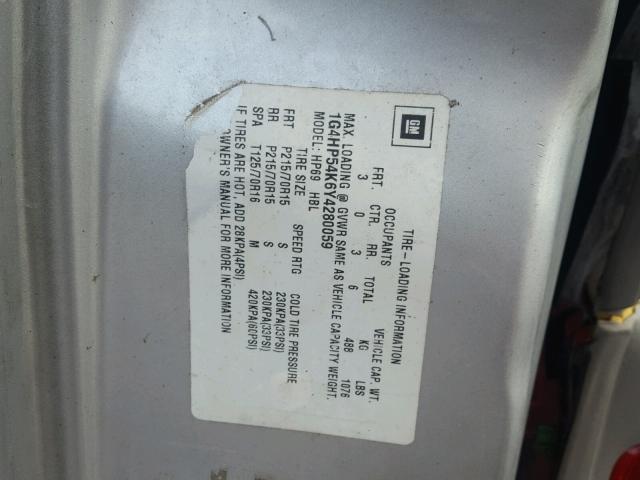 GM
TIRE-LOADING INFORMATION
OCCUPANTS VEHICLE CAP. WT.
FRT. CTR. RR. TOTAL KG LBS
3 0 3 6 488 1076
MAX. LOADING @ GVWR SAME AS VEHICLE CAPACITY WEIGHT.
1G4HP54K6Y4280059
MODEL: HP69 HBL
TIRE SIZE SPEED RTG COLD TIRE PRESSURE
FRT P215/70R15 S 230KPA(33PSI)
RR P215/70R15 S 230KPA(33PSI)
SPA T125/70R16 M 420KPA(60PSI)
IF TIRES ARE HOT, ADD 28KPA(4PSI)
OWNER'S MANUAL FOR MORE INFORMATION